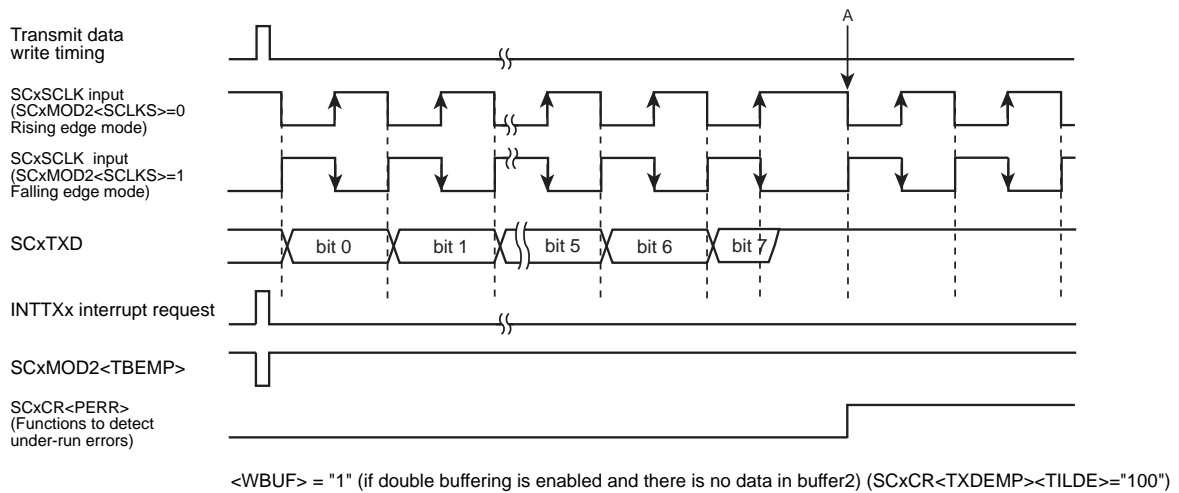 A
Transmit data
write timing
SCxSCLK input
(SCxMOD2<SCLKS>=0
Rising edge mode)
SCxSCLK input
(SCxMOD2<SCLKS>=1
Falling edge mode)
SCxTXD
bit 0
bit 1
bit 5
bit 6
bit 7
INTTXx interrupt request
SCxMOD2<TBEMP>
SCxCR<PERR>
(Functions to detect
under-run errors)
<WBUF> = "1" (if double buffering is enabled and there is no data in buffer2) (SCxCR<TXDEMP><TILDE>="100")